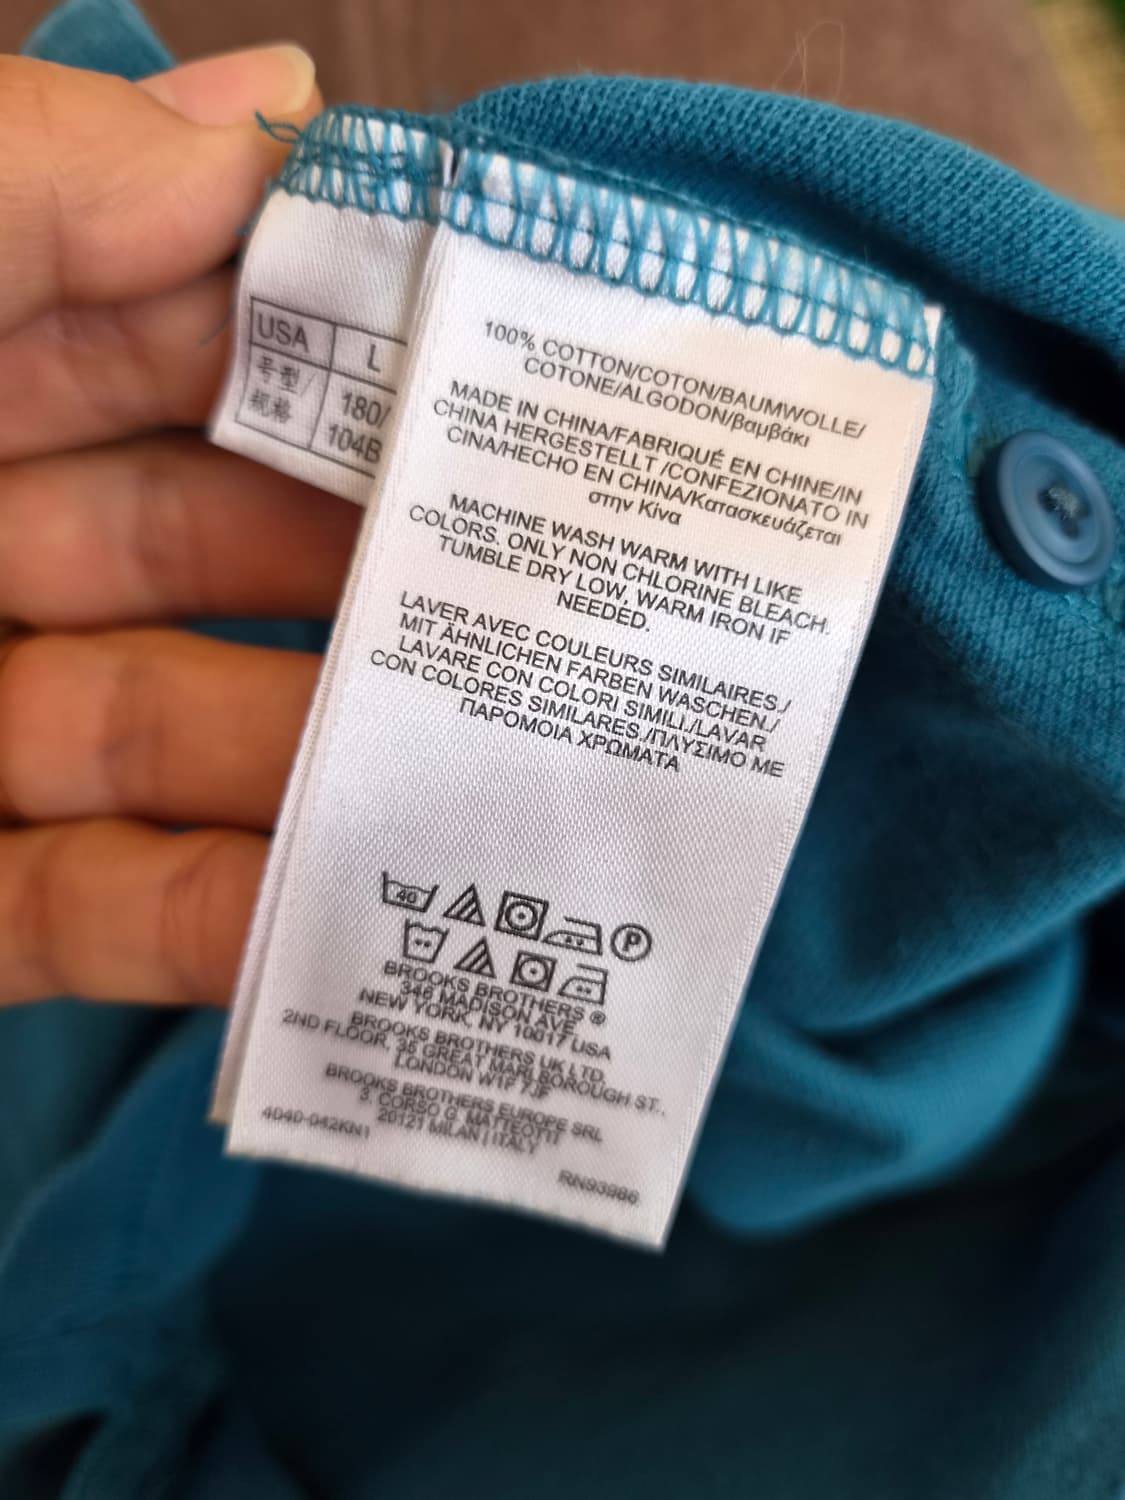 USA L
号型/ 180/
规格 104B
100% COTTON/COTON/BAUMWOLLE/
COTONE/ALGODON/βαμβάκι
MADE IN CHINA/FABRIQUÉ EN CHINE/IN
CHINA HERGESTELLT /CONFEZIONATO IN
CINA/HECHO EN CHINA/Κατασκευάζεται
στην Κίνα
MACHINE WASH WARM WITH LIKE
COLORS. ONLY NON CHLORINE BLEACH.
TUMBLE DRY LOW. WARM IRON IF
NEEDED.
LAVER AVEC COULEURS SIMILAIRES./
MIT ÄHNLICHEN FARBEN WASCHEN./
LAVARE CON COLORI SIMILI./LAVAR
CON COLORES SIMILARES./ΠΛΥΣΙΜΟ ΜΕ
ΠΑΡΟΜΟΙΑ ΧΡΩΜΑΤΑ
40 P
BROOKS BROTHERS ®
346 MADISON AVE
NEW YORK, NY 10017 USA
BROOKS BROTHERS UK LTD.
2ND FLOOR, 35 GREAT MARLBOROUGH ST.,
LONDON W1F 7JF
BROOKS BROTHERS EUROPE SRL
3, CORSO G. MATTEOTTI
20121 MILAN | ITALY
4040-042KN1
RN93986